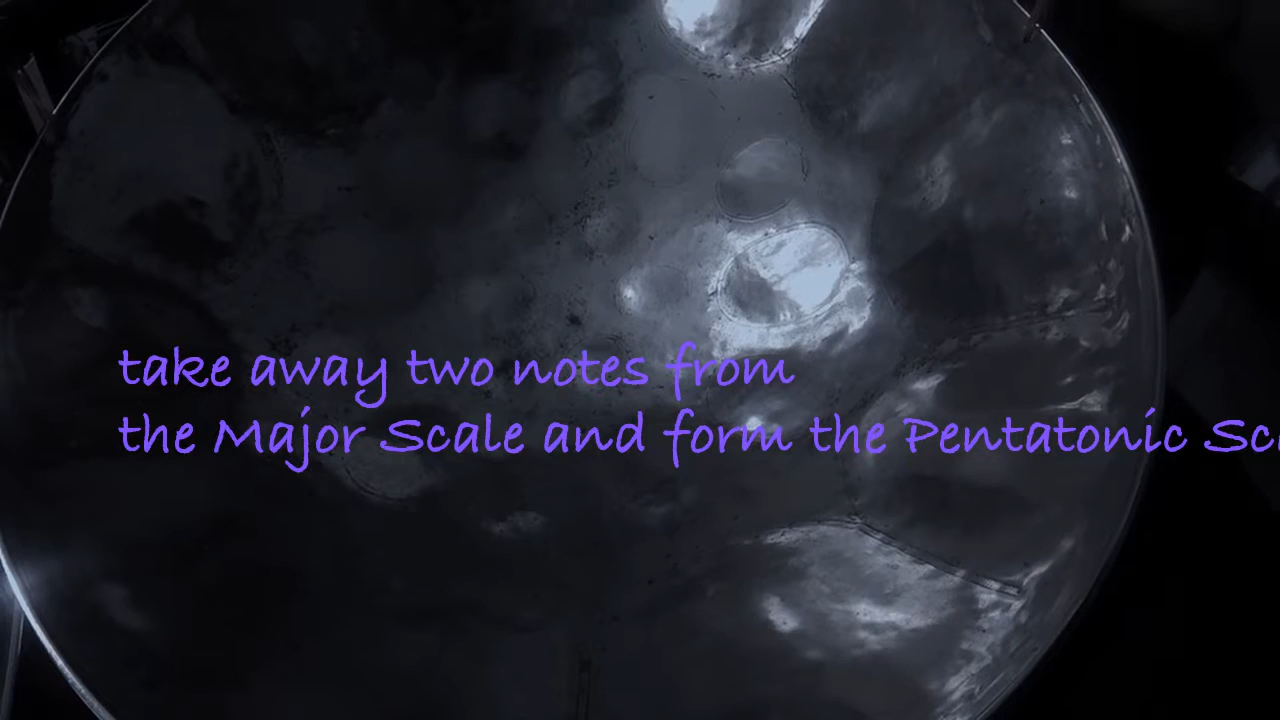 take away two notes from
the Major Scale and form the Pentatonic